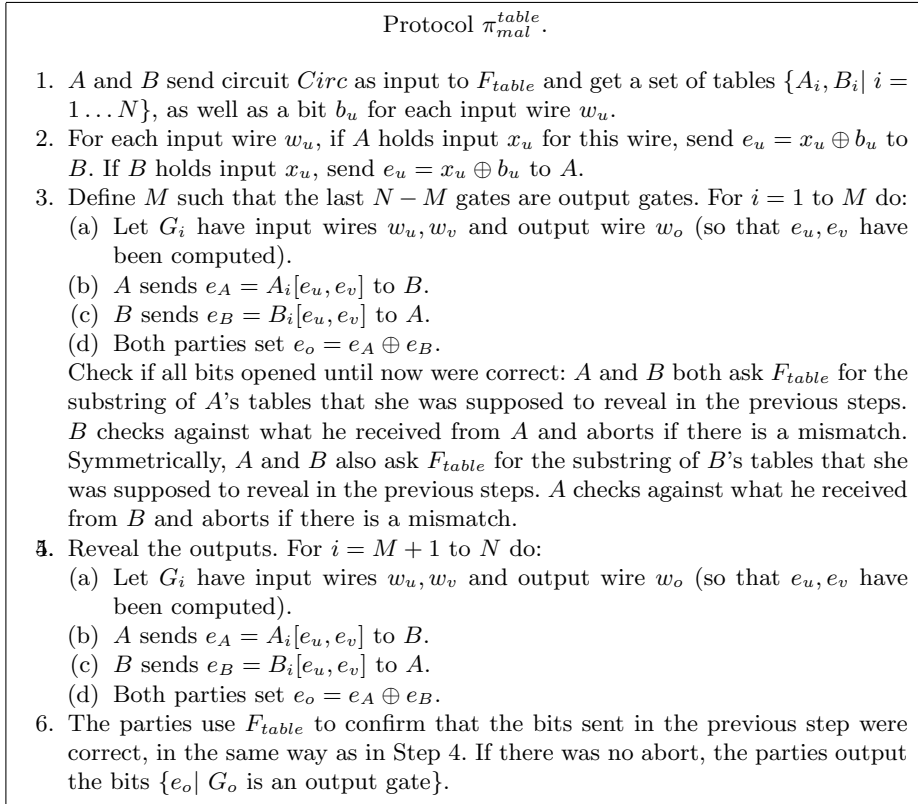 Protocol π_{mal}^{table}.
1. A and B send circuit Circ as input to F_{table} and get a set of tables {A_i, B_i| i =
1 . . . N}, as well as a bit b_u for each input wire w_u.
2. For each input wire w_u, if A holds input x_u for this wire, send e_u = x_u ⊕ b_u to
B. If B holds input x_u, send e_u = x_u ⊕ b_u to A.
3. Define M such that the last N − M gates are output gates. For i = 1 to M do:
(a) Let G_i have input wires w_u, w_v and output wire w_o (so that e_u, e_v have
been computed).
(b) A sends e_A = A_i[e_u, e_v] to B.
(c) B sends e_B = B_i[e_u, e_v] to A.
(d) Both parties set e_o = e_A ⊕ e_B.
Check if all bits opened until now were correct: A and B both ask F_{table} for the
substring of A's tables that she was supposed to reveal in the previous steps.
B checks against what he received from A and aborts if there is a mismatch.
Symmetrically, A and B also ask F_{table} for the substring of B's tables that she
was supposed to reveal in the previous steps. A checks against what he received
from B and aborts if there is a mismatch.
Reveal the outputs. For i = M + 1 to N do:
(a) Let G_i have input wires w_u, w_v and output wire w_o (so that e_u, e_v have
been computed).
(b) A sends e_A = A_i[e_u, e_v] to B.
(c) B sends e_B = B_i[e_u, e_v] to A.
(d) Both parties set e_o = e_A ⊕ e_B.
6. The parties use F_{table} to confirm that the bits sent in the previous step were
correct, in the same way as in Step 4. If there was no abort, the parties output
the bits {e_o| G_o is an output gate}.